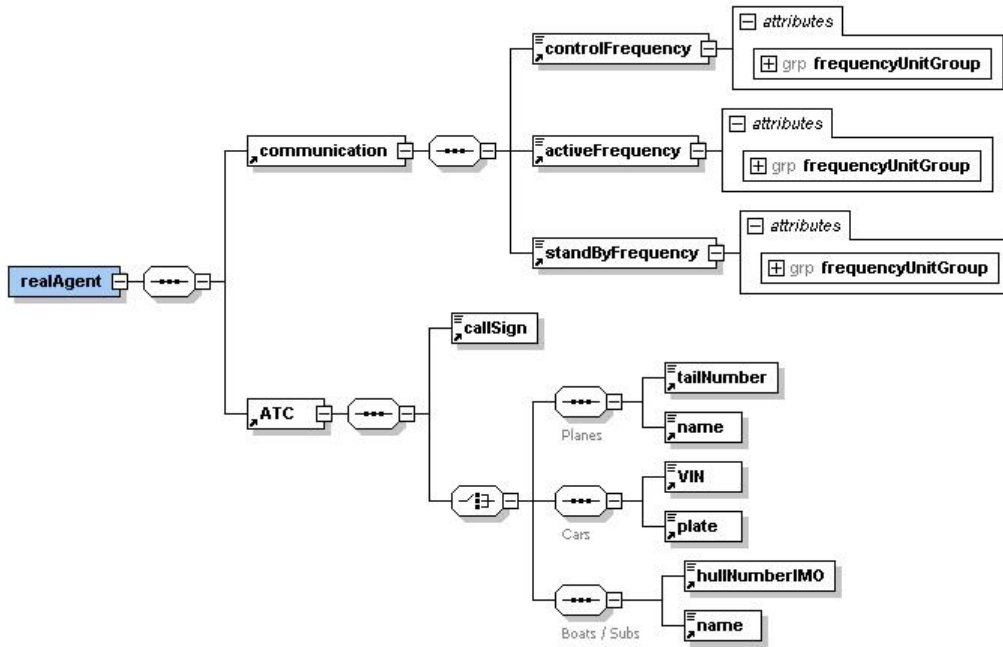 attributes
controlFrequency
grp frequencyUnitGroup
attributes
communication
activeFrequency
grp frequencyUnitGroup
attributes
standByFrequency
grp frequencyUnitGroup
realAgent
callSign
tailNumber
ATC
Planes
name
VIN
Cars
plate
hullNumberIMO
Boats / Subs
name